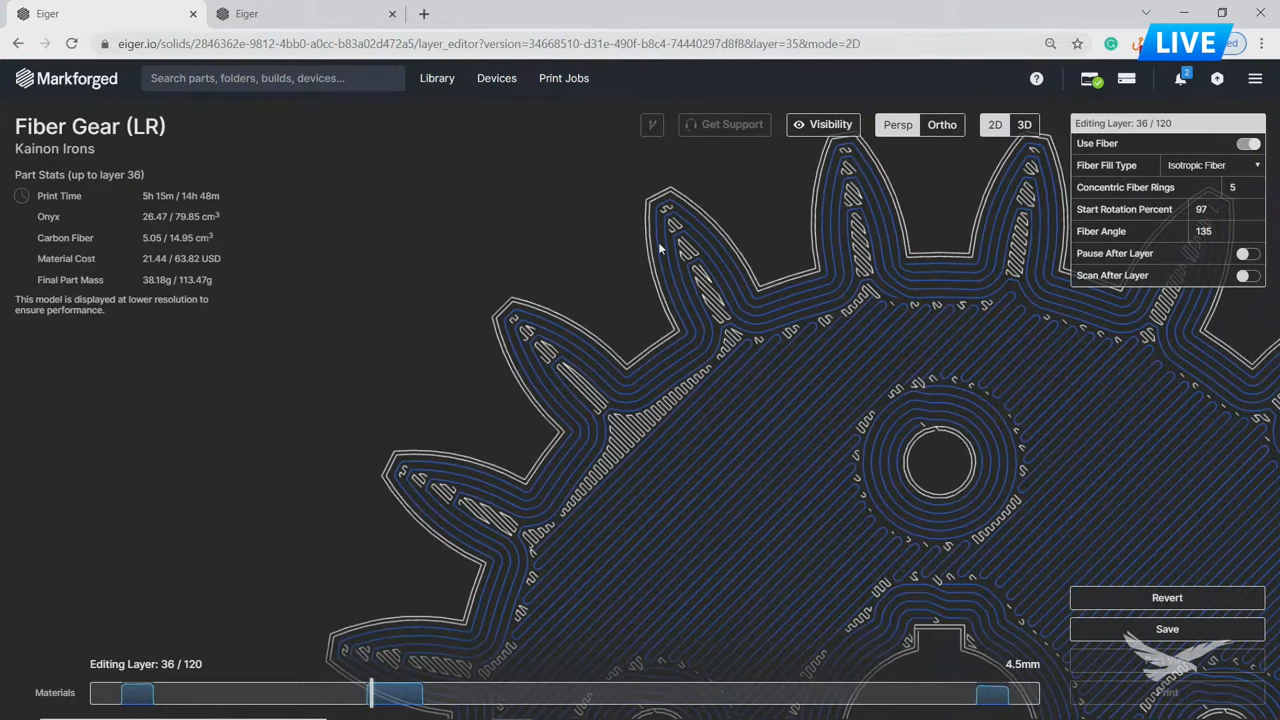 Eiger
Eiger
eiger.io/solids/2846362e-9812-4bb0-a0cc-b83a02d472a5/layer_editor?version=34668510-d31e-490f-b8c4-74440297d8f8&layer=35&mode=2D
LIVE
Markforged
Search parts, folders, builds, devices...
Library
Devices
Print Jobs
2
Fiber Gear (LR)
Kainon Irons
Part Stats (up to layer 36)
Print Time 5h 15m / 14h 48m
Onyx 26.47 / 79.85 cm³
Carbon Fiber 5.05 / 14.95 cm³
Material Cost 21.44 / 63.82 USD
Final Part Mass 38.18g / 113.47g
This model is displayed at lower resolution to
ensure performance.
Get Support
Visibility
Persp Ortho
2D 3D
Editing Layer: 36 / 120
Use Fiber
Fiber Fill Type Isotropic Fiber
Concentric Fiber Rings 5
Start Rotation Percent 97
Fiber Angle 135
Pause After Layer
Scan After Layer
Revert
Save
Print
Editing Layer: 36 / 120
4.5mm
Materials